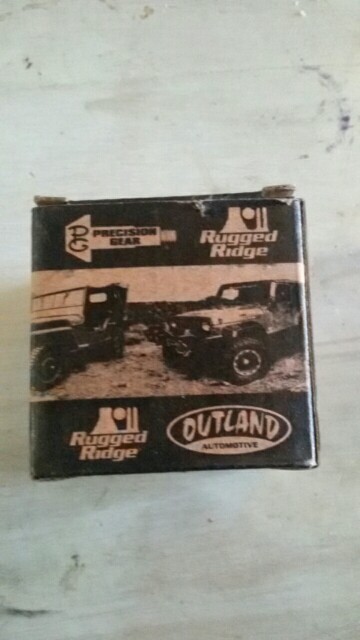 PG PRECISION
GEAR
Rugged
Ridge
Rugged
Ridge
OUTLAND
AUTOMOTIVE